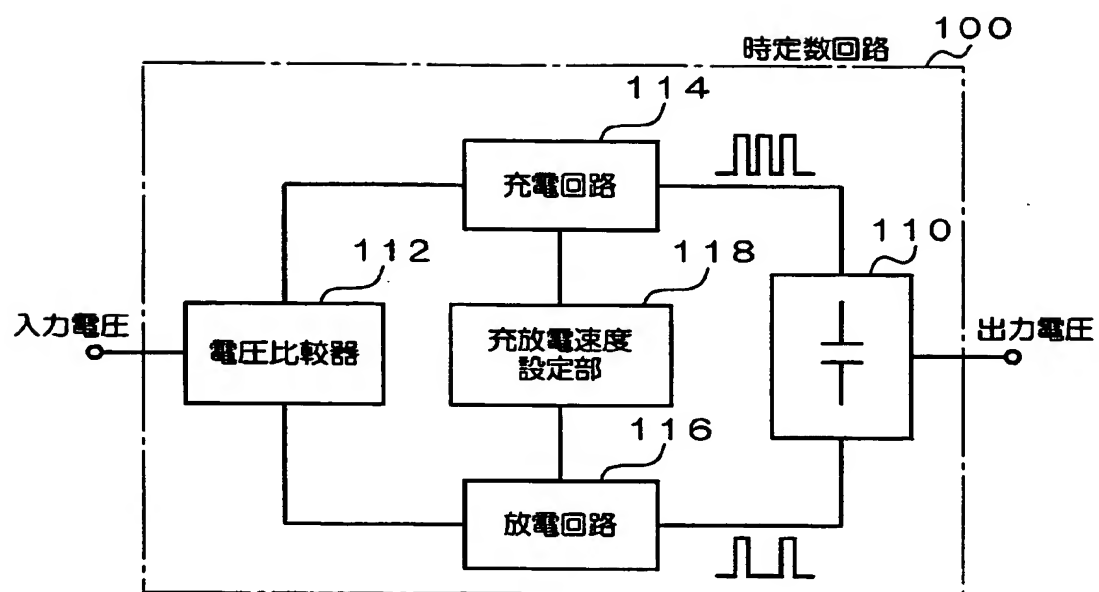 100
時定数回路
114
充電回路
112
118
110
入力電圧
電圧比較器
充放電速度
設定部
出力電圧
116
放電回路